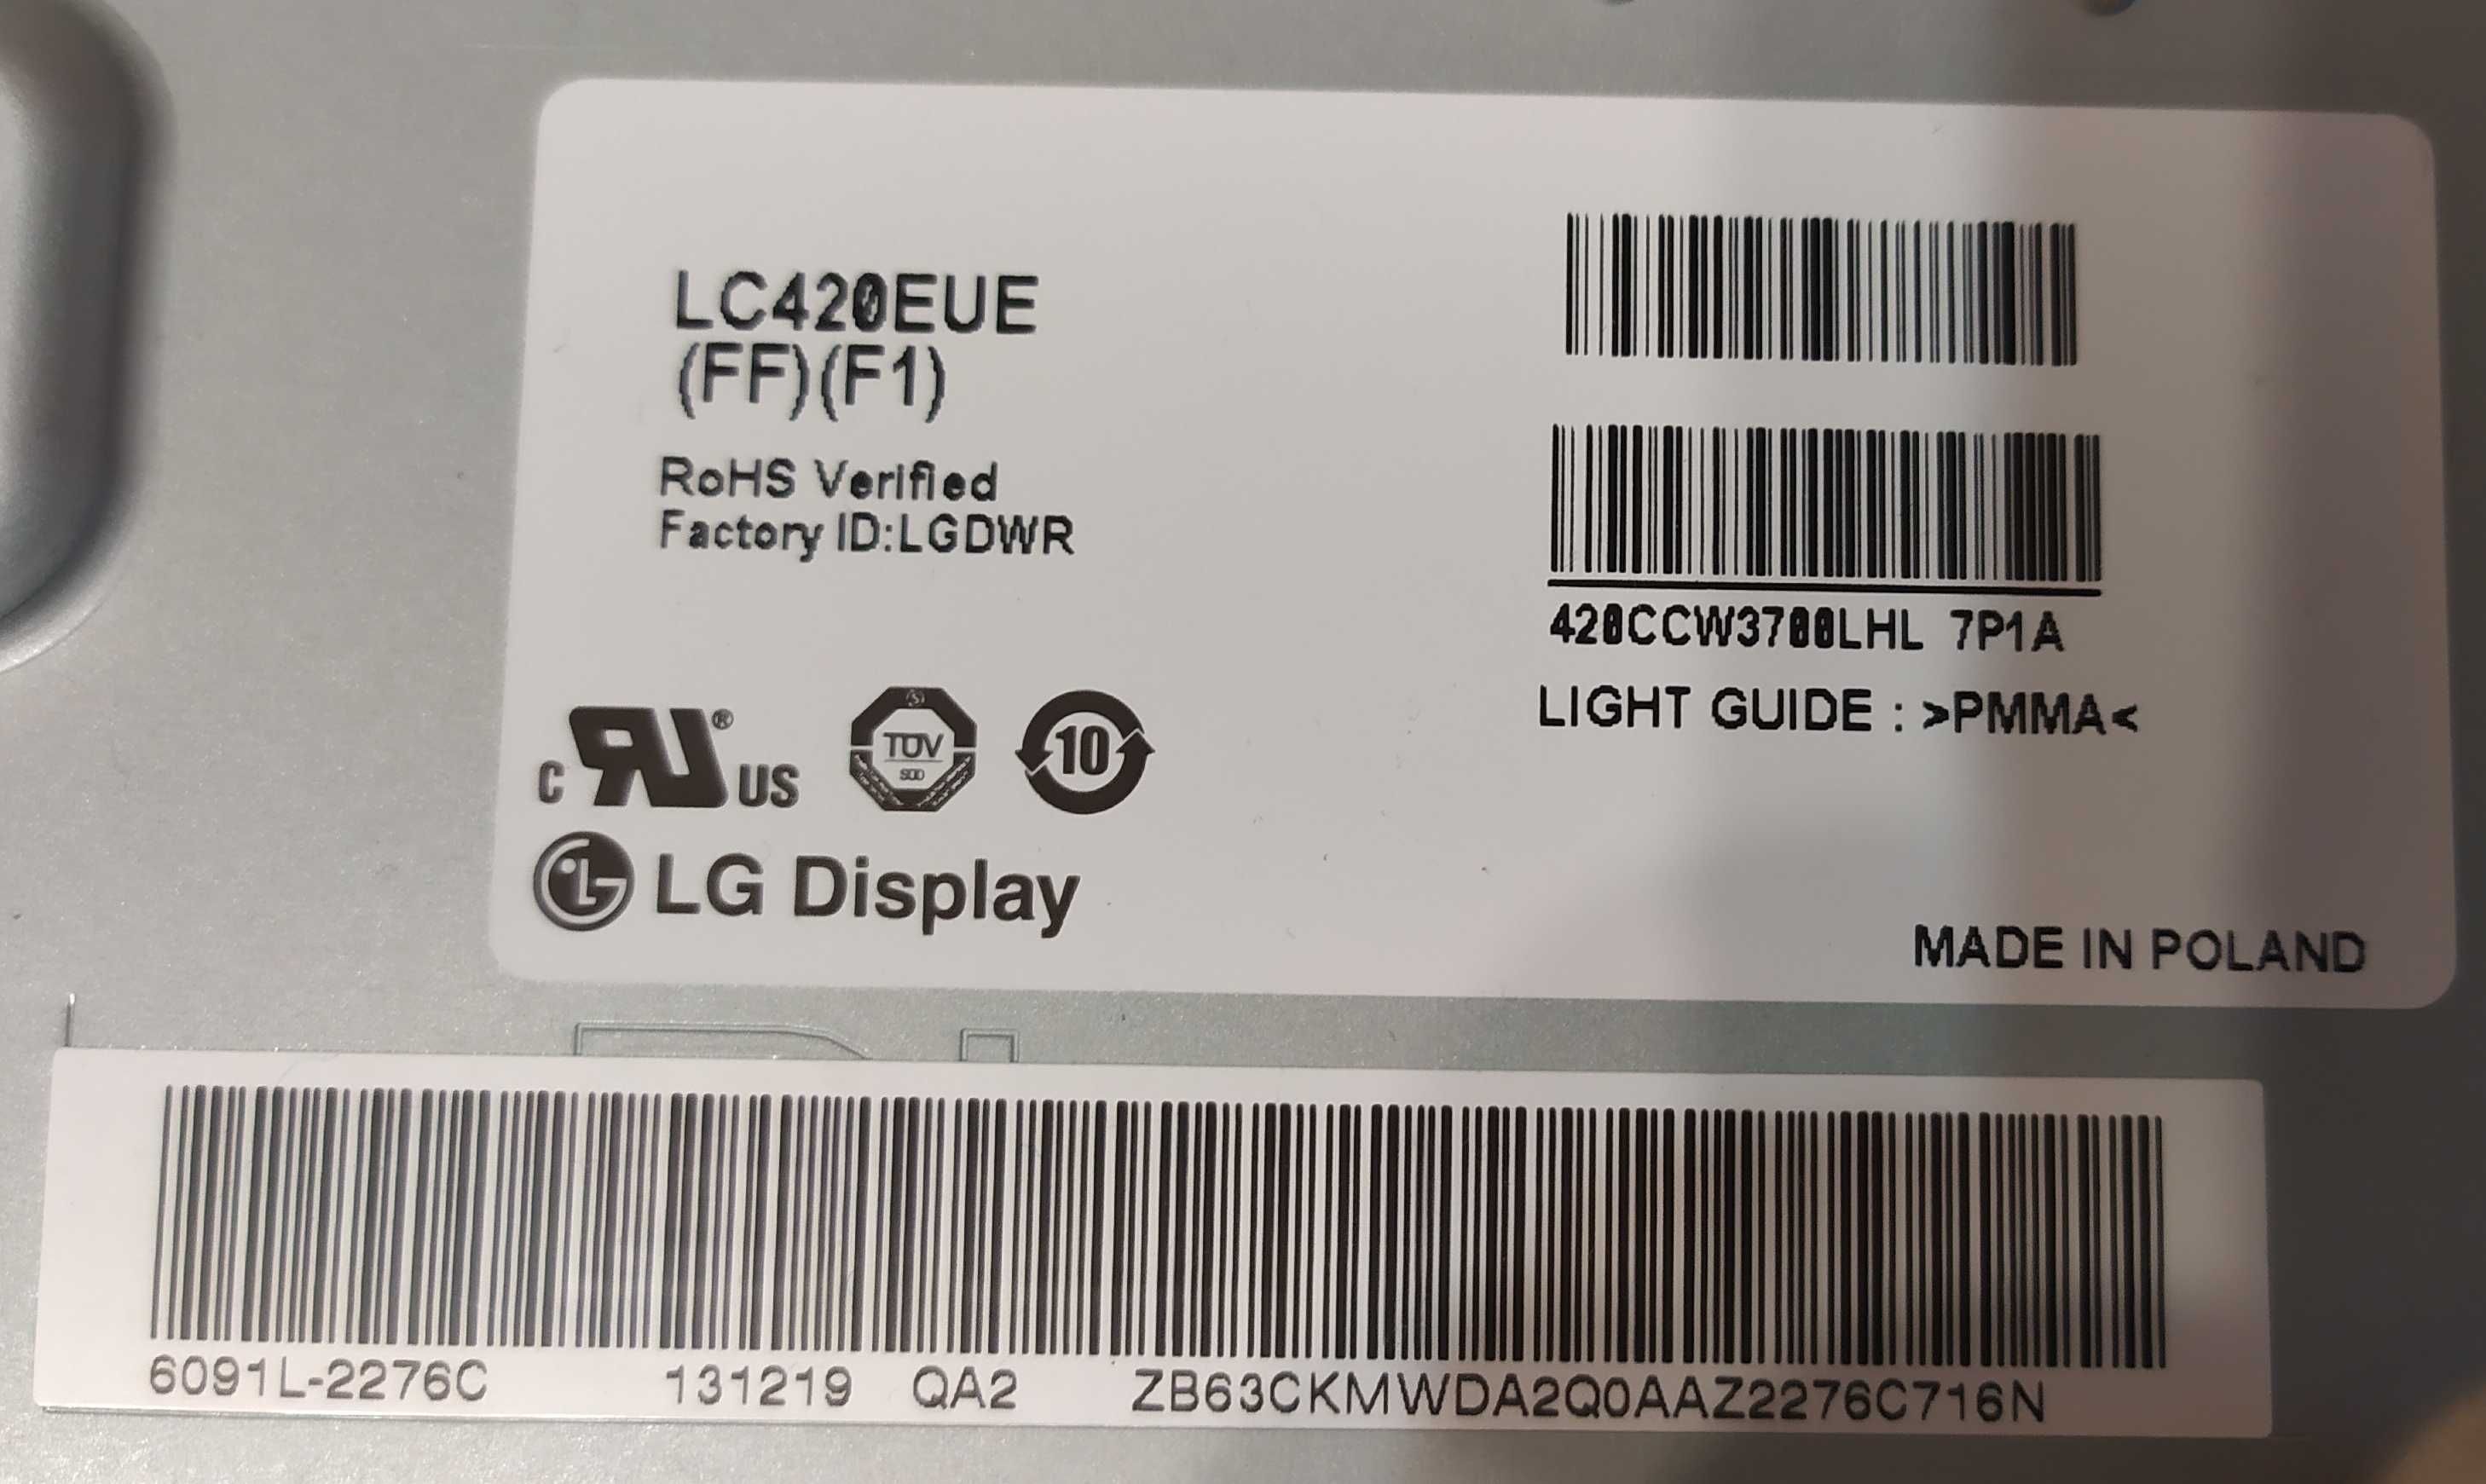 LC420EUE
(FF)(F1)
RoHS Verified
Factory ID:LGDWR
420CCW3700LHL 7P1A
LIGHT GUIDE : >PMMA<
C RU ® US
TÜV
SÜD
10
LG Display
MADE IN POLAND
6091L-2276C 131219 QA2 ZB63CKMWDA2Q0AAZ2276C716N